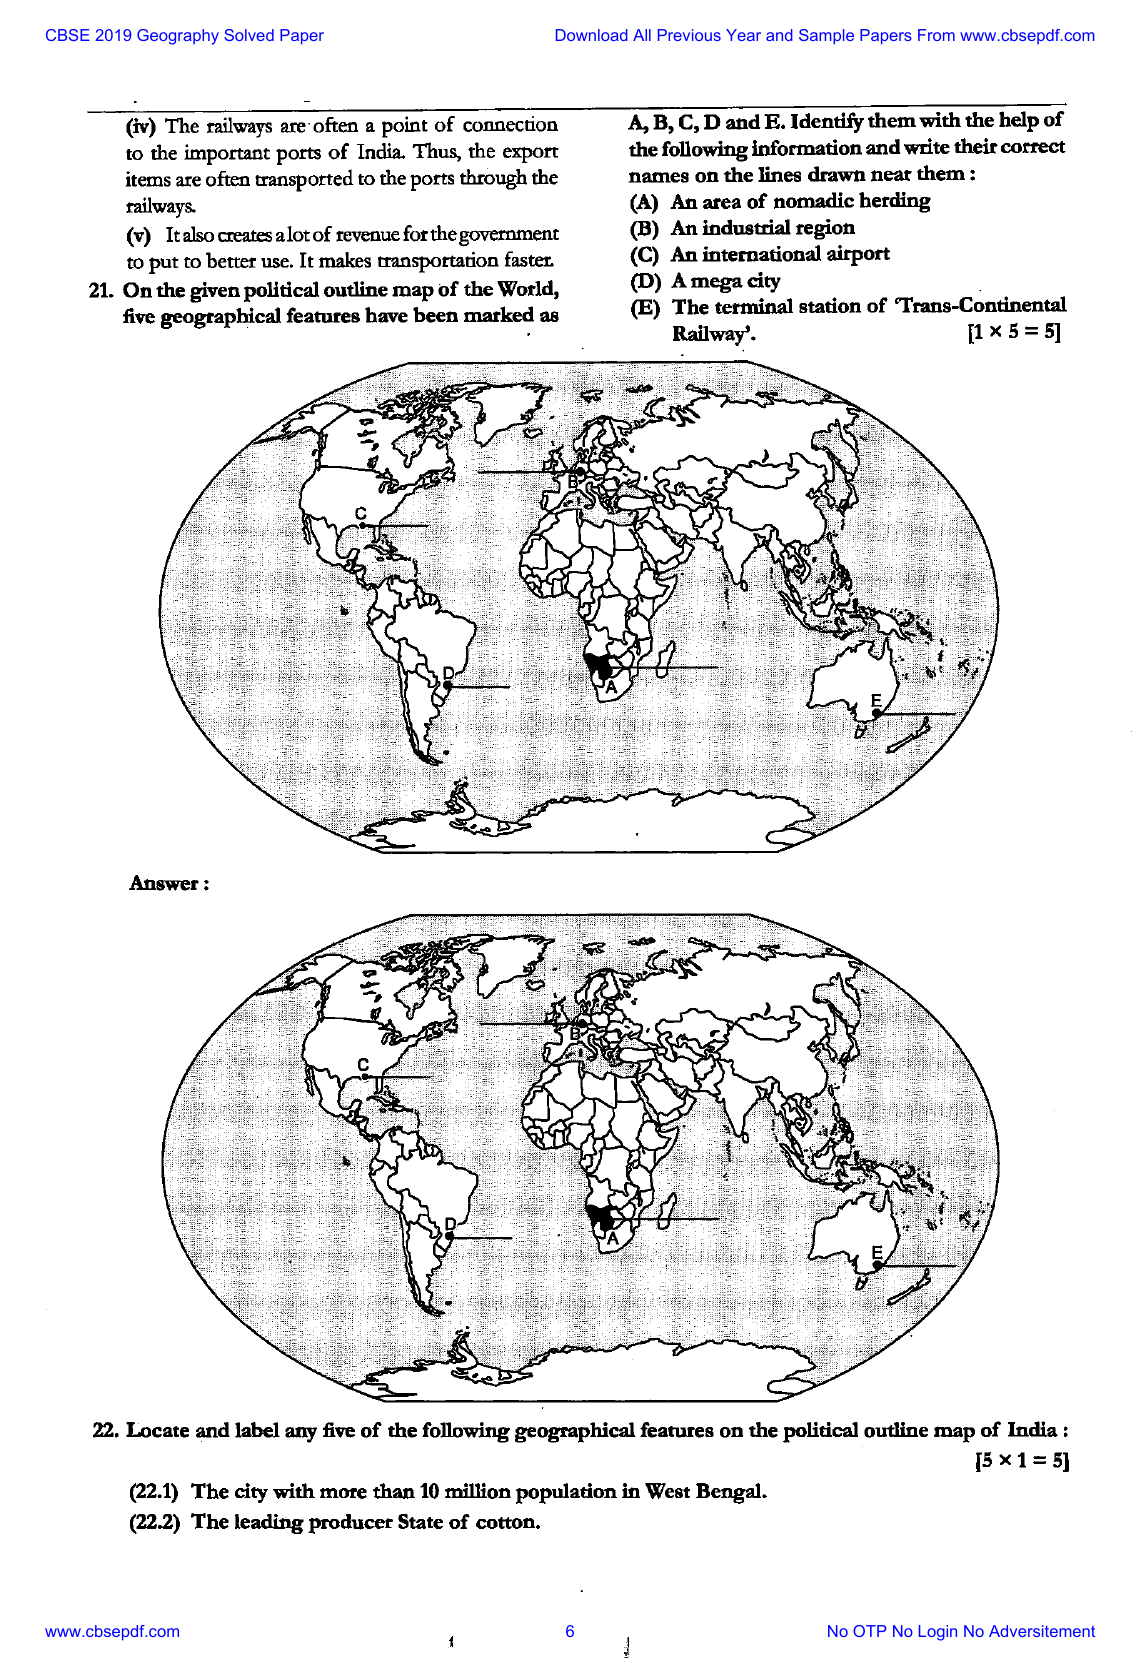 CBSE 2019 Geography Solved Paper
Download All Previous Year and Sample Papers From www.cbsepdf.com
(iv) The railways are often a point of connection
to the important ports of India. Thus, the export
items are often transported to the ports through the
railways.
(v) It also creates a lot of revenue for the government
to put to better use. It makes transportation faster.
21. On the given political outline map of the World,
five geographical features have been marked as
A, B, C, D and E. Identify them with the help of
the following information and write their correct
names on the lines drawn near them :
(A) An area of nomadic herding
(B) An industrial region
(C) An international airport
(D) A mega city
(E) The terminal station of 'Trans-Continental
Railway'.
[1 × 5 = 5]
B
C
D
A
E
Answer :
B
C
D
A
E
22. Locate and label any five of the following geographical features on the political outline map of India :
[5 × 1 = 5]
(22.1) The city with more than 10 million population in West Bengal.
(22.2) The leading producer State of cotton.
www.cbsepdf.com
6
No OTP No Login No Adversitement